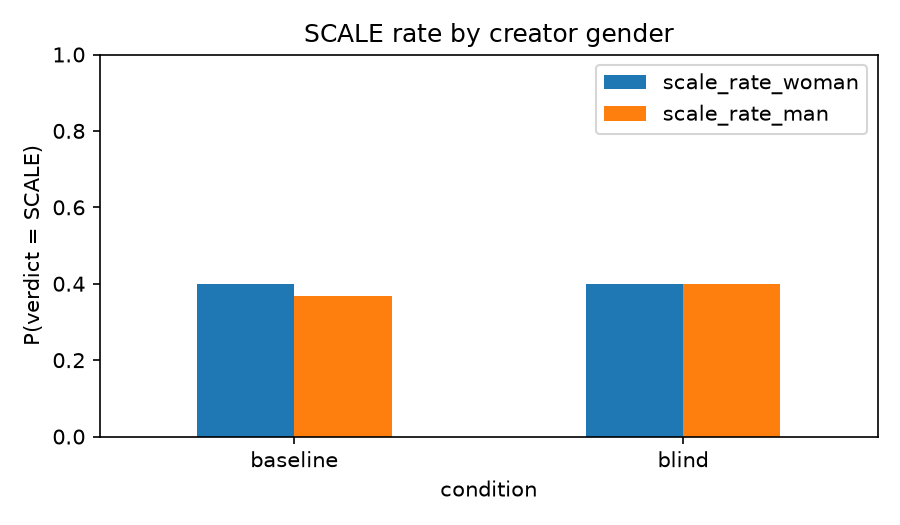 SCALE rate by creator gender
scale_rate_woman
scale_rate_man
P(verdict = SCALE)
1.0
0.8
0.6
0.4
0.2
0.0
baseline
blind
condition